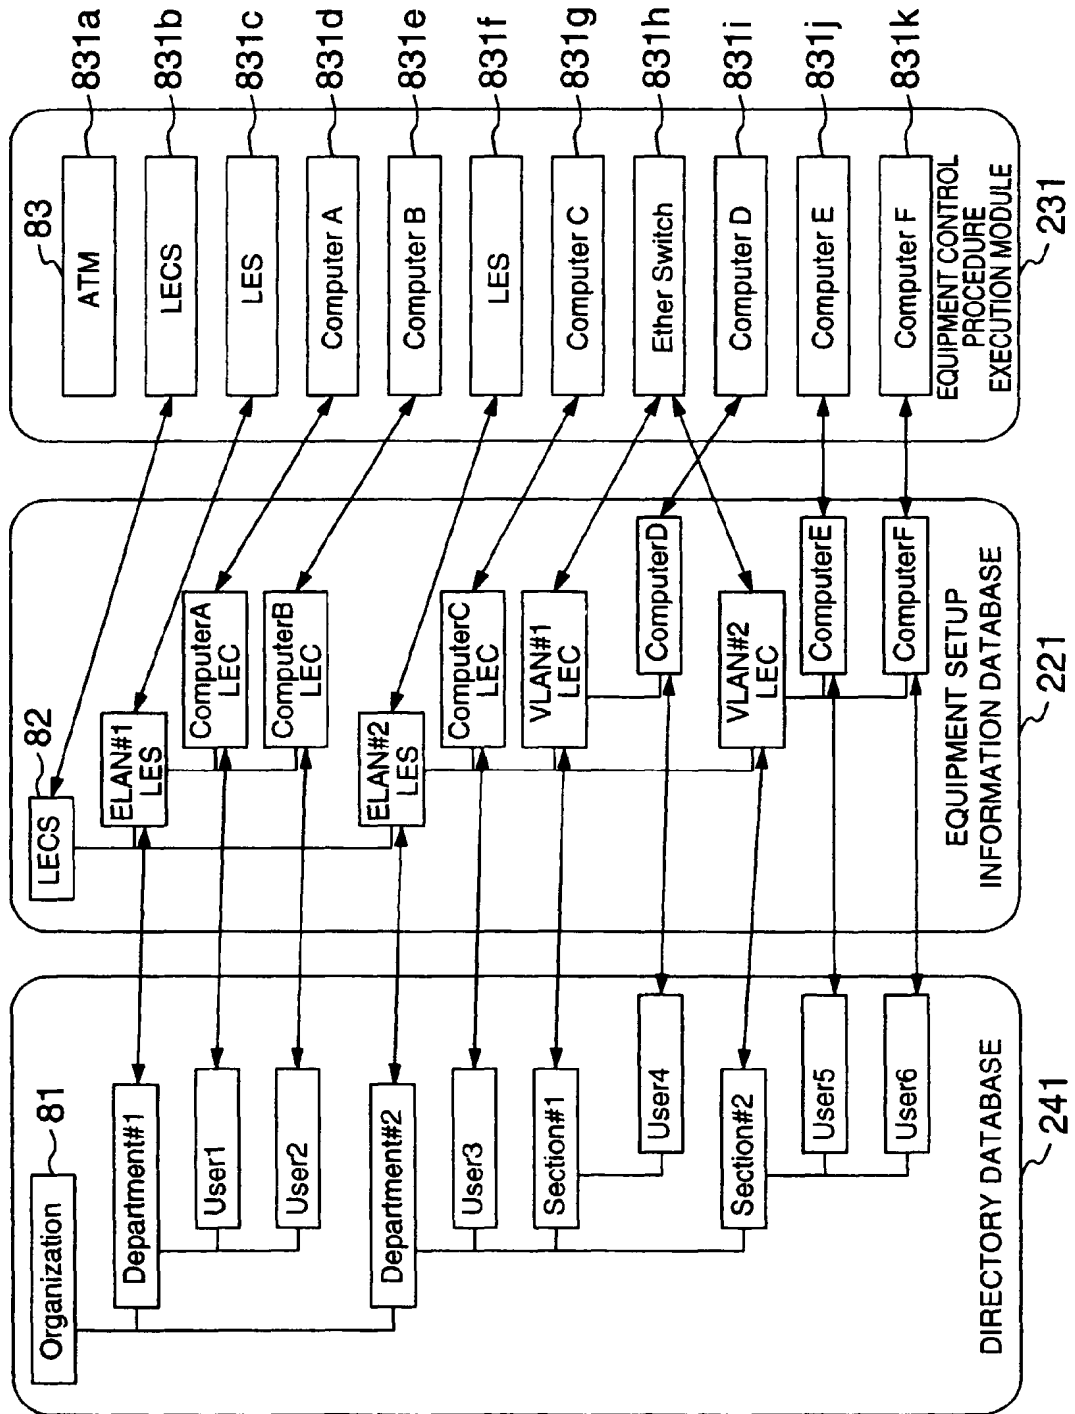 Organization
81
Department#1
User1
User2
Department#2
User3
Section#1
User4
Section#2
User5
User6
DIRECTORY DATABASE
241
LECS
82
ELAN#1
LES
ComputerA
LEC
ComputerB
LEC
ELAN#2
LES
ComputerC
LEC
VLAN#1
LEC
ComputerD
VLAN#2
LEC
ComputerE
ComputerF
EQUIPMENT SETUP
INFORMATION DATABASE
221
83
ATM
831a
LECS
831b
LES
831c
Computer A
831d
Computer B
831e
LES
831f
Computer C
831g
Ether Switch
831h
Computer D
831i
Computer E
831j
Computer F
831k
EQUIPMENT CONTROL
PROCEDURE
EXECUTION MODULE
231